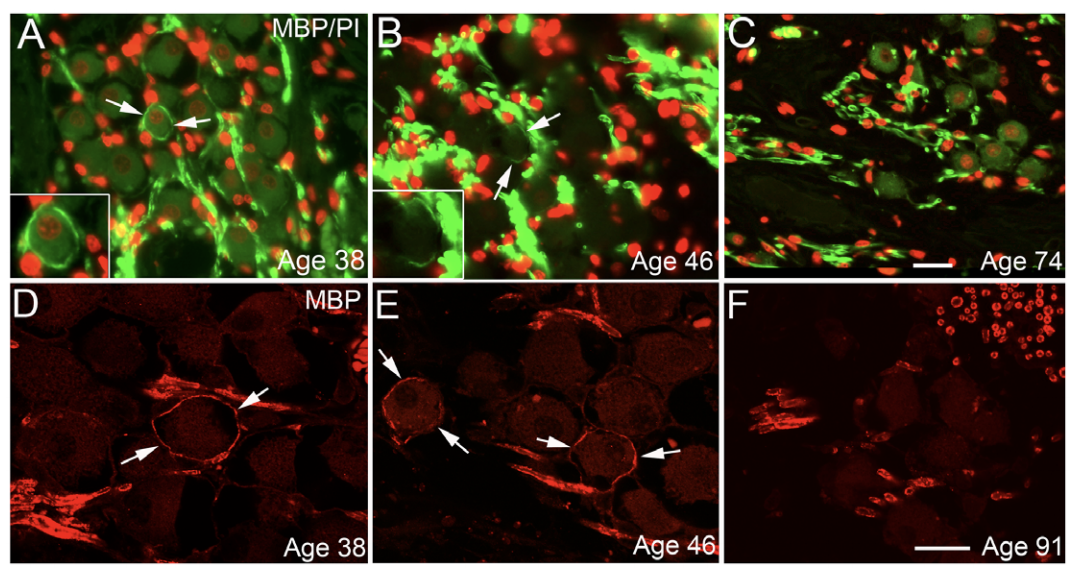 A MBP/PI
Age 38
B
Age 46
C
Age 74
D MBP
Age 38
E
Age 46
F
Age 91